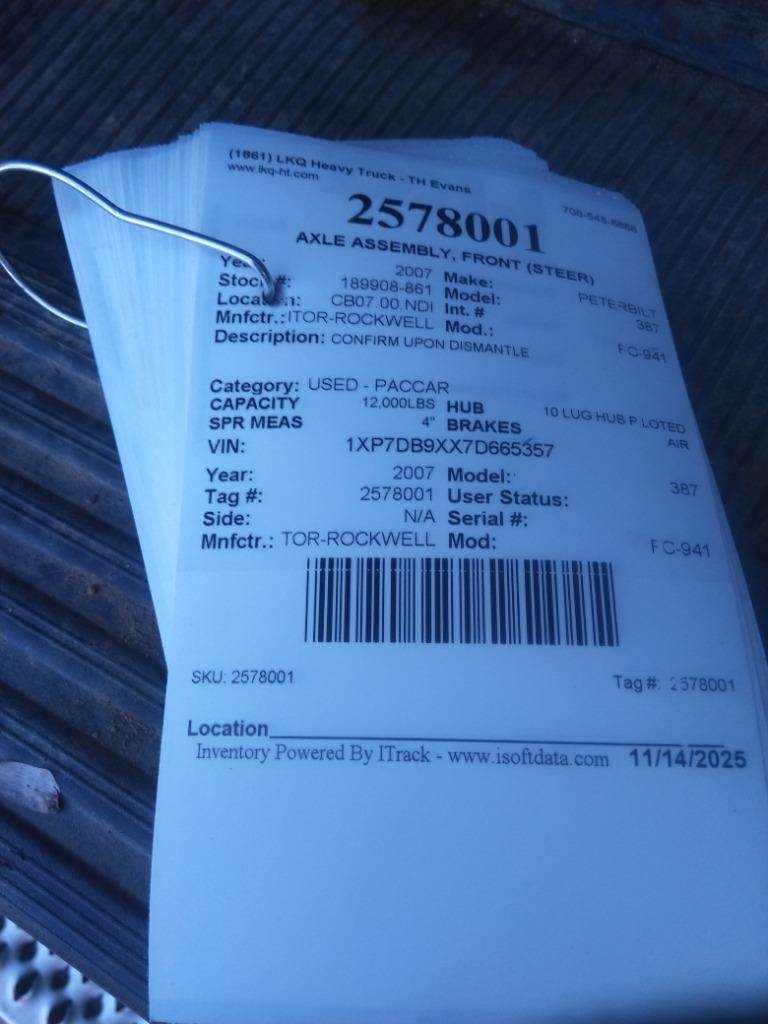 (1861) LKQ Heavy Truck - TH Evans
www.lkq-ht.com
706-548-8888
2578001
AXLE ASSEMBLY, FRONT (STEER)
2007 Make: PETERBILT
189908-861 Model: 387
CB07.00.NDI Int. #
Mnfctr.: ITOR-ROCKWELL Mod.: FC-941
Description: CONFIRM UPON DISMANTLE
Category: USED - PACCAR
CAPACITY 12,000LBS HUB 10 LUG HUB P LOTED
SPR MEAS 4" BRAKES AIR
VIN: 1XP7DB9XX7D665357
Year: 2007 Model: 387
Tag #: 2578001 User Status:
Side: N/A Serial #:
Mnfctr.: TOR-ROCKWELL Mod: FC-941
SKU: 2578001 Tag #: 2578001
Location
Inventory Powered By ITrack - www.isoftdata.com 11/14/2025